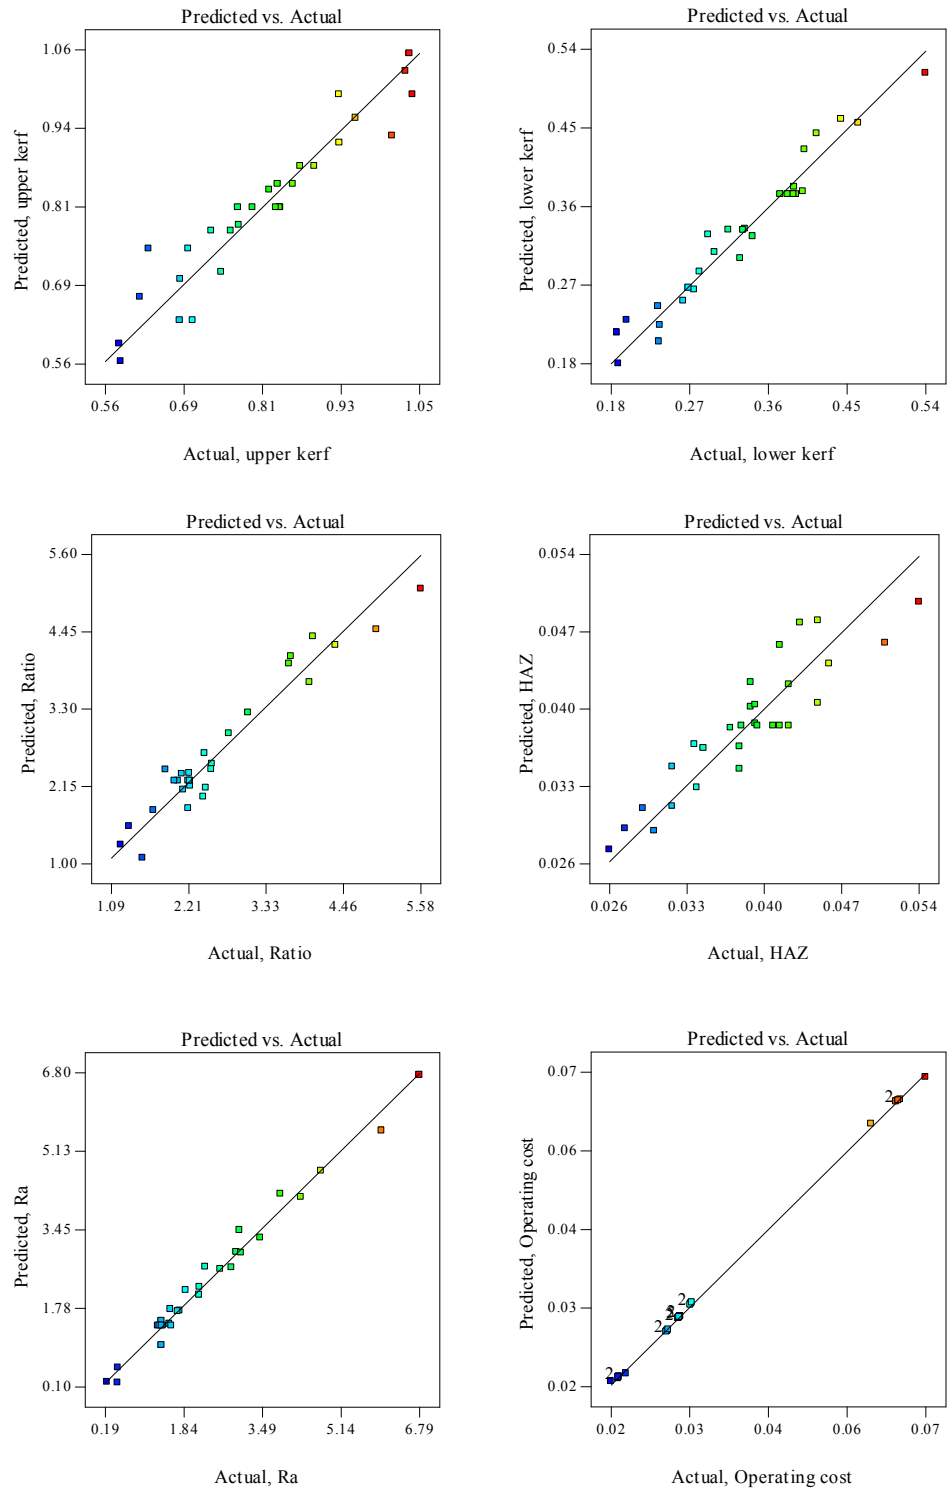 Predicted vs. Actual
1.06
0.94
0.81
0.69
0.56
Predicted, upper kerf
0.56 0.69 0.81 0.93 1.05
Actual, upper kerf
Predicted vs. Actual
0.54
0.45
0.36
0.27
0.18
Predicted, lower kerf
0.18 0.27 0.36 0.45 0.54
Actual, lower kerf
Predicted vs. Actual
5.60
4.45
3.30
2.15
1.00
Predicted, Ratio
1.09 2.21 3.33 4.46 5.58
Actual, Ratio
Predicted vs. Actual
0.054
0.047
0.040
0.033
0.026
Predicted, HAZ
0.026 0.033 0.040 0.047 0.054
Actual, HAZ
Predicted vs. Actual
6.80
5.13
3.45
1.78
0.10
Predicted, Ra
0.19 1.84 3.49 5.14 6.79
Actual, Ra
Predicted vs. Actual
0.07
0.06
0.04
0.03
0.02
Predicted, Operating cost
2
2
2
2
2
2
0.02 0.03 0.04 0.06 0.07
Actual, Operating cost